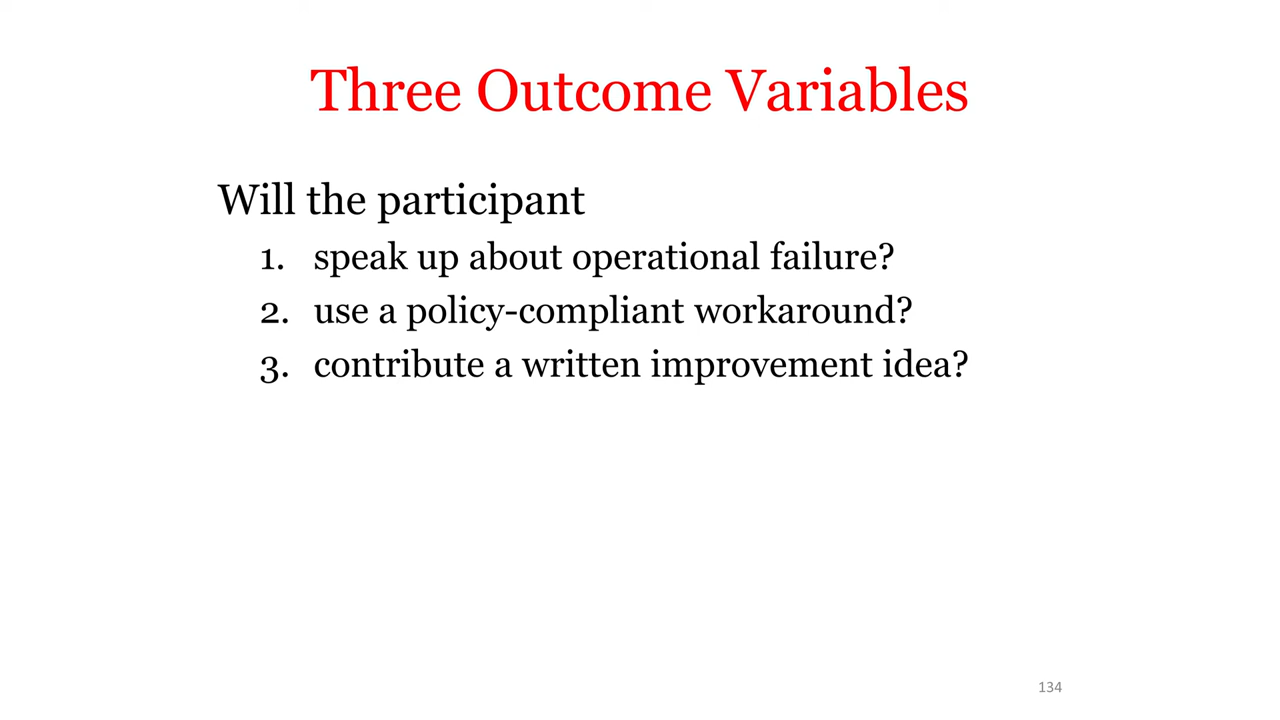 Three Outcome Variables
Will the participant
1. speak up about operational failure?
2. use a policy-compliant workaround?
3. contribute a written improvement idea?
134